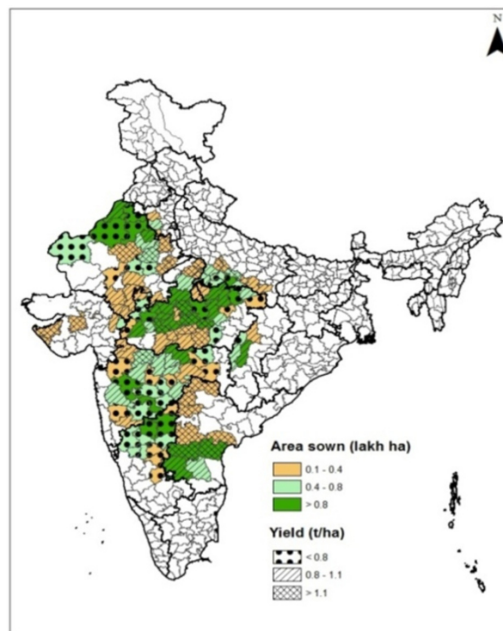 N
Area sown (lakh ha)
0.1 - 0.4
0.4 - 0.8
> 0.8
Yield (t/ha)
< 0.8
0.8 - 1.1
> 1.1